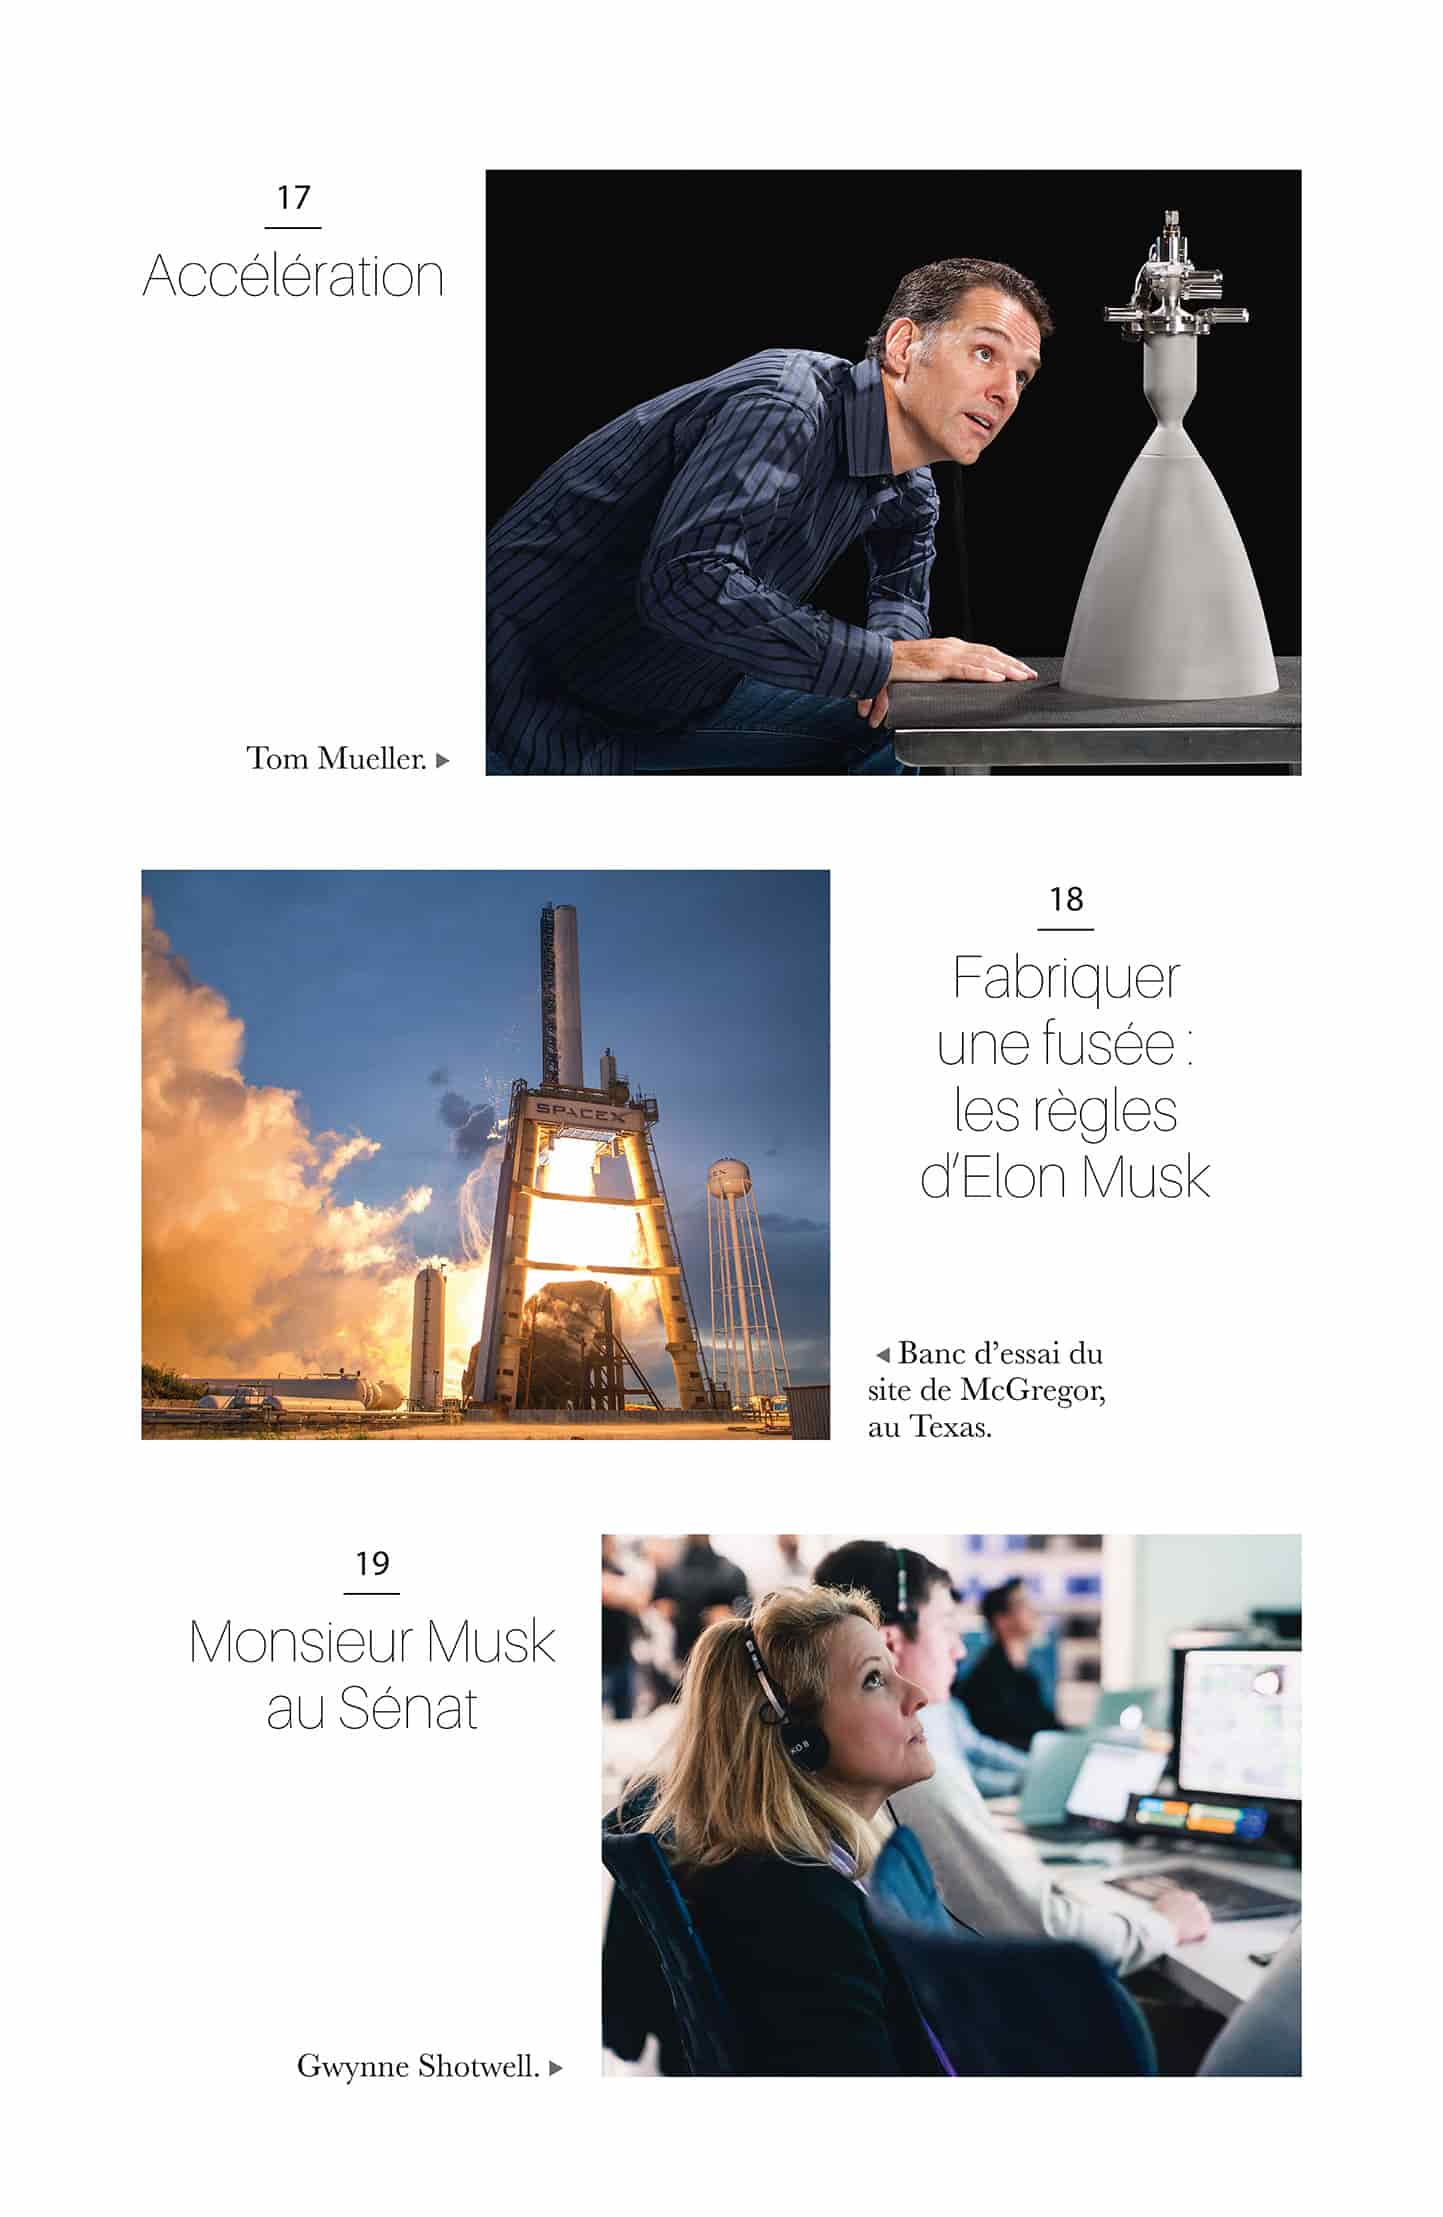 17
Accélération
Tom Mueller.
SPACEX
18
Fabriquer
une fusée :
les règles
d’Elon Musk
Banc d’essai du
site de McGregor,
au Texas.
19
Monsieur Musk
au Sénat
Gwynne Shotwell.